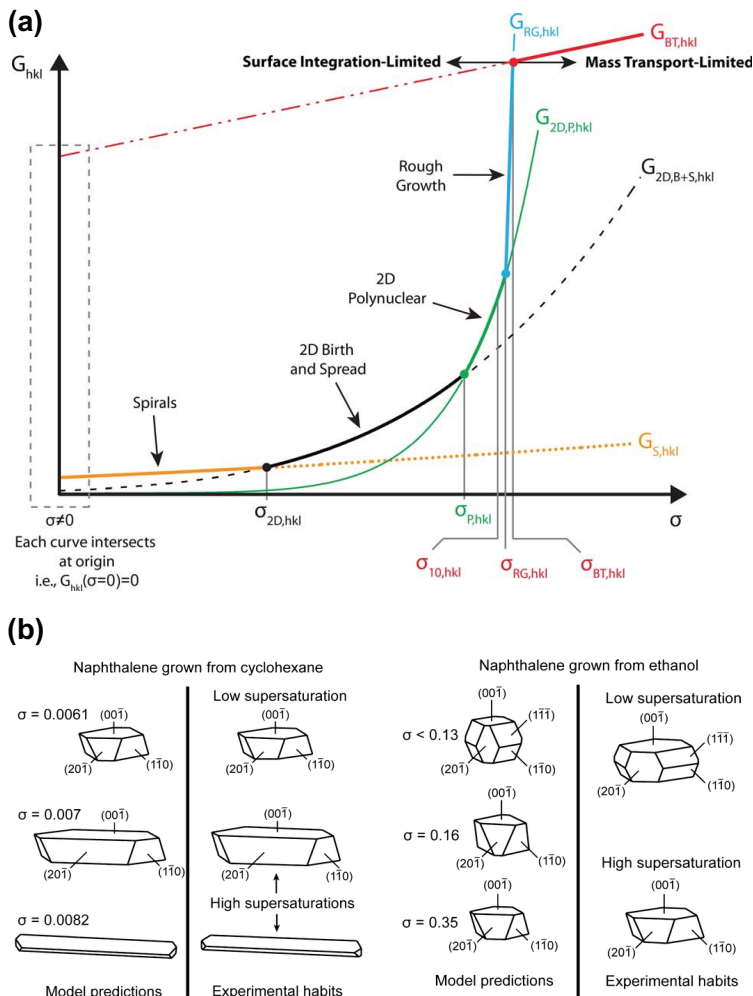 (a)
G_hkl
G_RG,hkl
G_BT,hkl
Surface Integration-Limited
Mass Transport-Limited
G_2D,P,hkl
Rough
Growth
G_2D,B+S,hkl
2D
Polynuclear
2D Birth
and Spread
Spirals
G_S,hkl
σ≠0
σ_2D,hkl
σ_P,hkl
σ
Each curve intersects
at origin
i.e., G_hkl(σ=0)=0
σ_10,hkl
σ_RG,hkl
σ_BT,hkl
(b)
Naphthalene grown from cyclohexane
σ = 0.0061
(001̅)
(201̅)
(11̅0)
σ = 0.007
(001̅)
(201̅)
(11̅0)
σ = 0.0082
Model predictions
Low supersaturation
(001̅)
(201̅)
(11̅0)
(001̅)
(201̅)
(11̅0)
High supersaturations
Experimental habits
Naphthalene grown from ethanol
σ < 0.13
(001̅)
(11̅1̅)
(201̅)
(11̅0)
σ = 0.16
(001̅)
(201̅)
(11̅0)
σ = 0.35
(001̅)
(201̅)
(11̅0)
Model predictions
Low supersaturation
(001̅)
(11̅1̅)
(201̅)
(11̅0)
High supersaturation
(001̅)
(201̅)
(11̅0)
Experimental habits